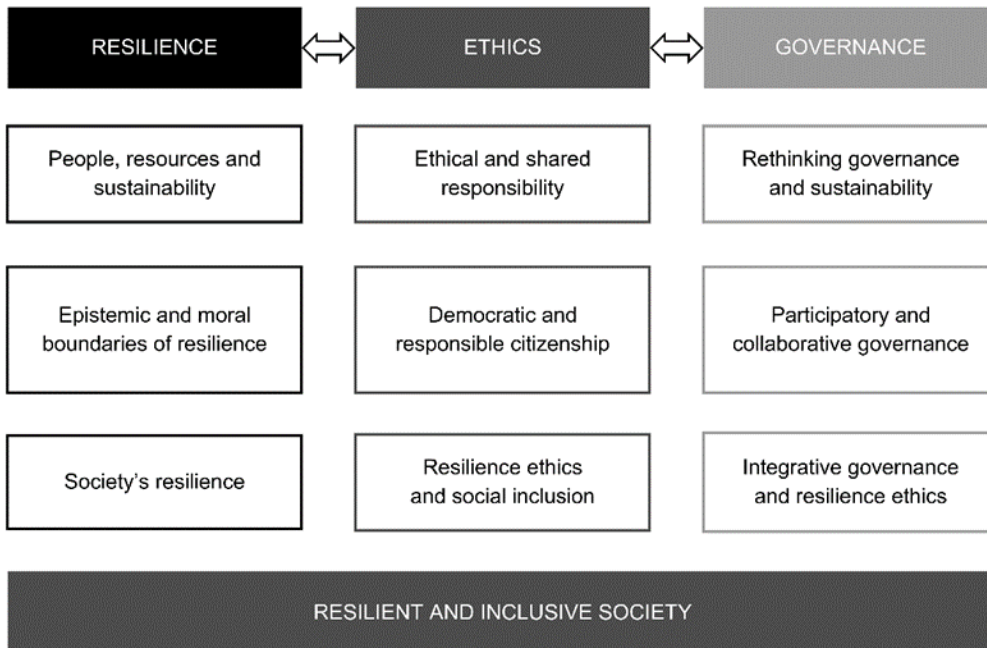 RESILIENCE
ETHICS
GOVERNANCE
People, resources and
sustainability
Ethical and shared
responsibility
Rethinking governance
and sustainability
Epistemic and moral
boundaries of resilience
Democratic and
responsible citizenship
Participatory and
collaborative governance
Society’s resilience
Resilience ethics
and social inclusion
Integrative governance
and resilience ethics
RESILIENT AND INCLUSIVE SOCIETY